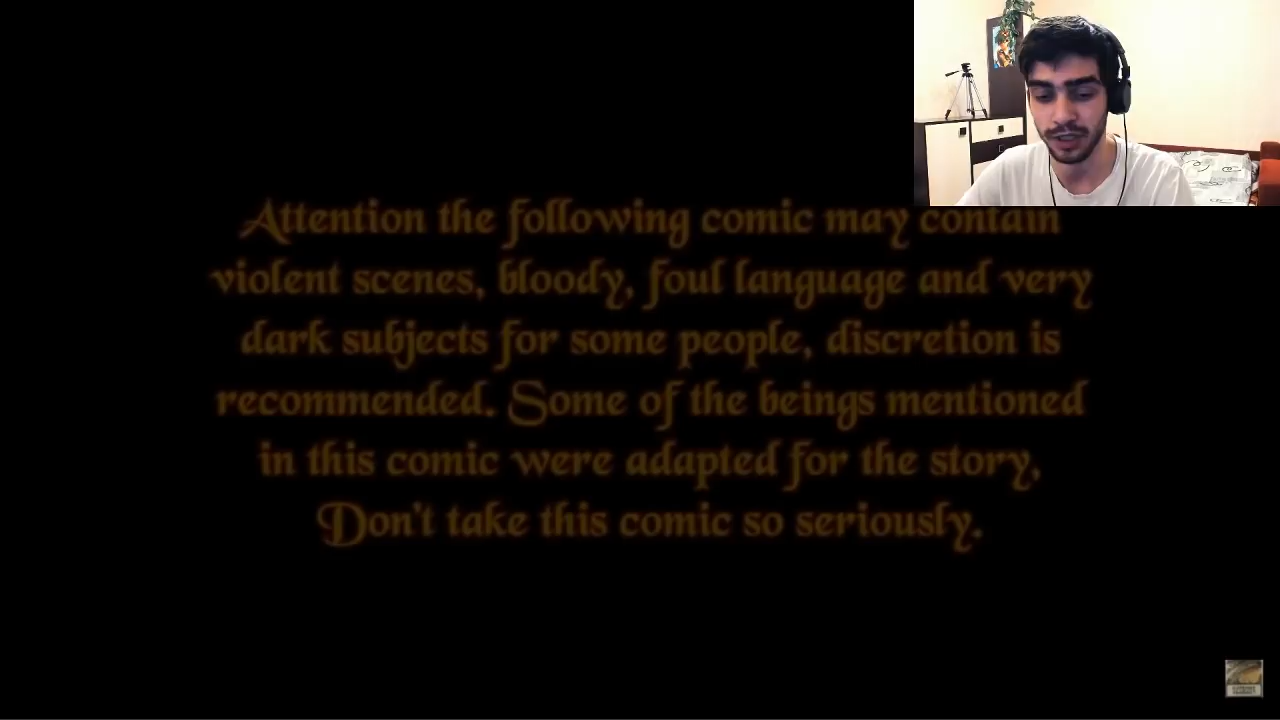 Attention the following comic may contain
violent scenes, bloody, foul language and very
dark subjects for some people, discretion is
recommended. Some of the beings mentioned
in this comic were adapted for the story,
Don't take this comic so seriously.